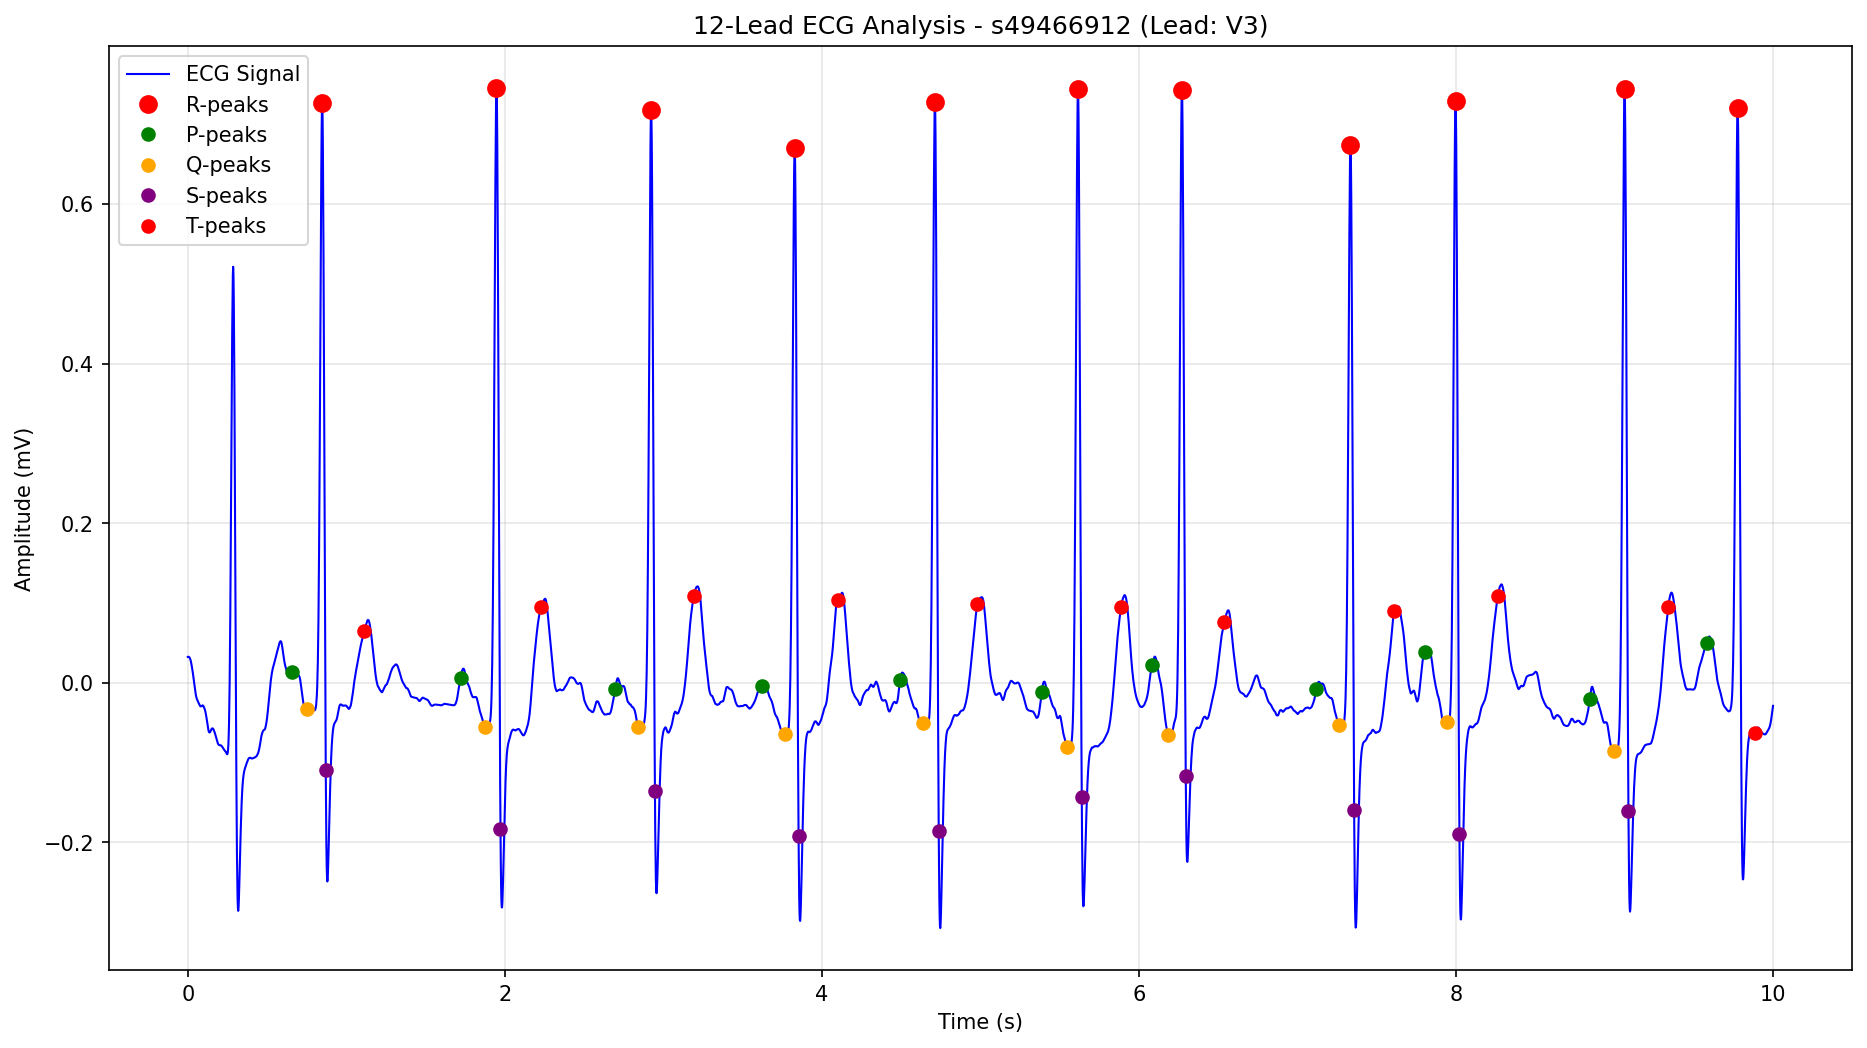 12-Lead ECG Analysis - s49466912 (Lead: V3)
ECG Signal
R-peaks
P-peaks
Q-peaks
S-peaks
T-peaks
0.6
0.4
0.2
0.0
−0.2
Amplitude (mV)
0 2 4 6 8 10
Time (s)